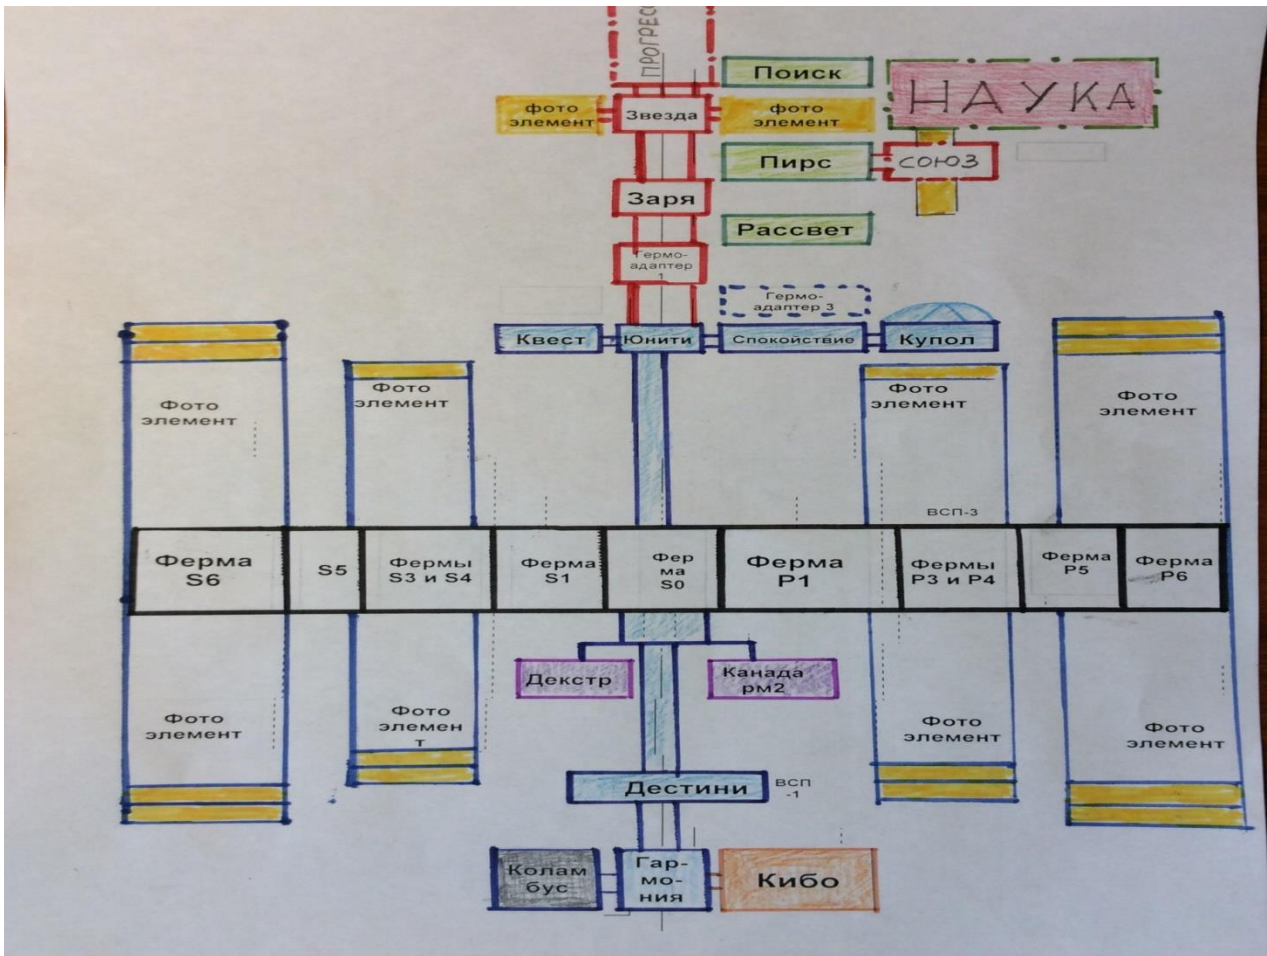 ПРОГРЕС
Поиск
НАУКА
фото
элемент
Звезда
фото
элемент
Пирс
СОЮЗ
Заря
Рассвет
Гермо-
адаптер
1
Гермо-
адаптер 3
Квест
Юнити
Спокойствие
Купол
Фото
элемент
Фото
элемент
Фото
элемент
Фото
элемент
ВСП-3
Ферма
S6
S5
Фермы
S3 и S4
Ферма
S1
Фер
ма
S0
Ферма
P1
Фермы
P3 и P4
Ферма
P5
Ферма
P6
Декстр
Канада
рм2
Фото
элемент
Фото
элемен
т
Фото
элемент
Фото
элемент
Дестини
ВСП
-1
Колам
бус
Гар-
мо-
ния
Кибо